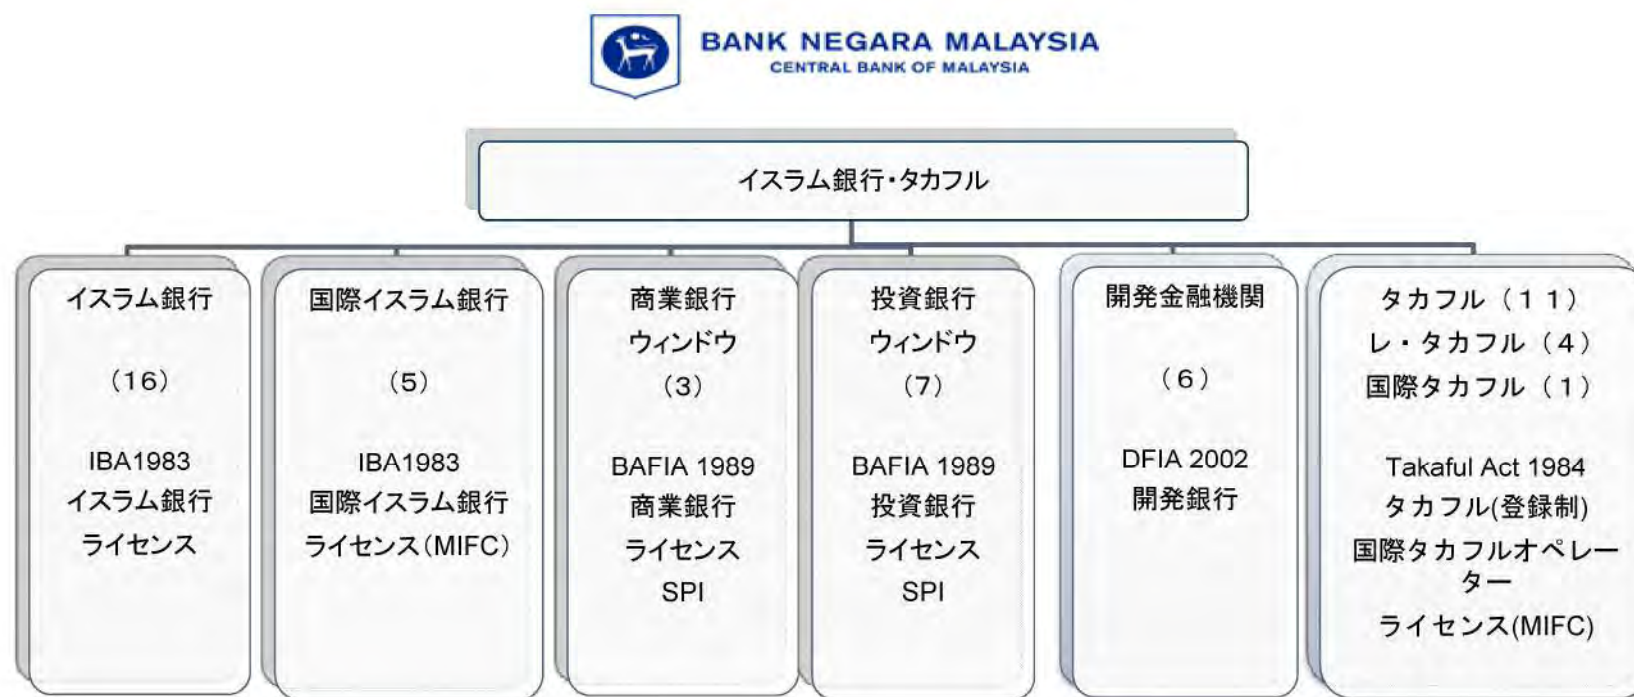 BANK NEGARA MALAYSIA
CENTRAL BANK OF MALAYSIA
イスラム銀行・タカフル
イスラム銀行
(16)
IBA1983
イスラム銀行
ライセンス
国際イスラム銀行
(5)
IBA1983
国際イスラム銀行
ライセンス(MIFC)
商業銀行
ウィンドウ
(3)
BAFIA 1989
商業銀行
ライセンス
SPI
投資銀行
ウィンドウ
(7)
BAFIA 1989
投資銀行
ライセンス
SPI
開発金融機関
(6)
DFIA 2002
開発銀行
タカフル(11)
レ・タカフル(4)
国際タカフル(1)
Takaful Act 1984
タカフル(登録制)
国際タカフルオペレー
ター
ライセンス(MIFC)